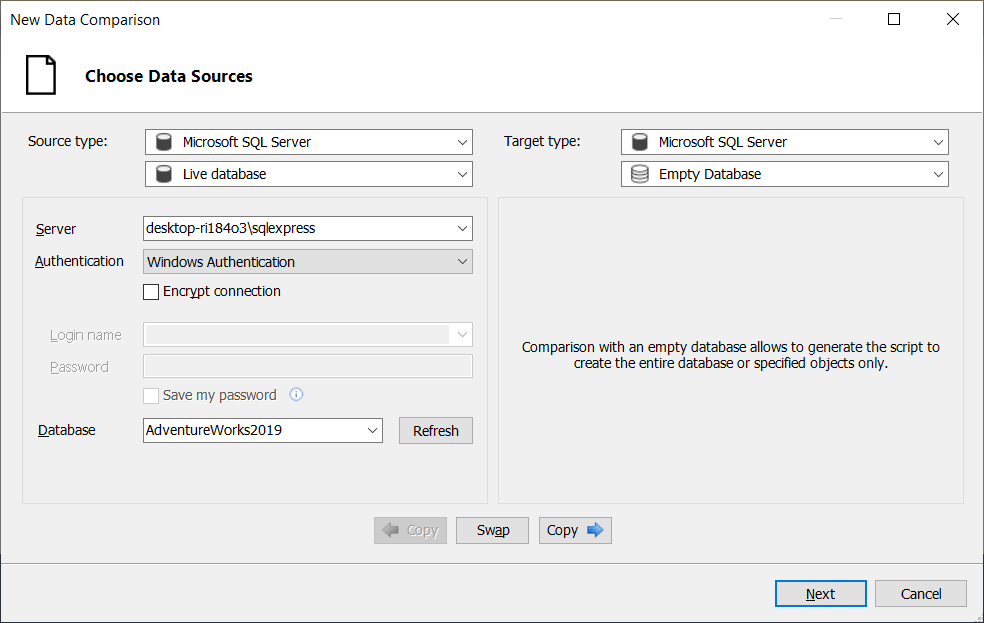 New Data Comparison
Choose Data Sources
Source type:
Microsoft SQL Server
Live database
Target type:
Microsoft SQL Server
Empty Database
Server
desktop-ri184o3\sqlexpress
Authentication
Windows Authentication
Encrypt connection
Login name
Password
Save my password
Database
AdventureWorks2019
Refresh
Comparison with an empty database allows to generate the script to
create the entire database or specified objects only.
Copy
Swap
Copy
Next
Cancel